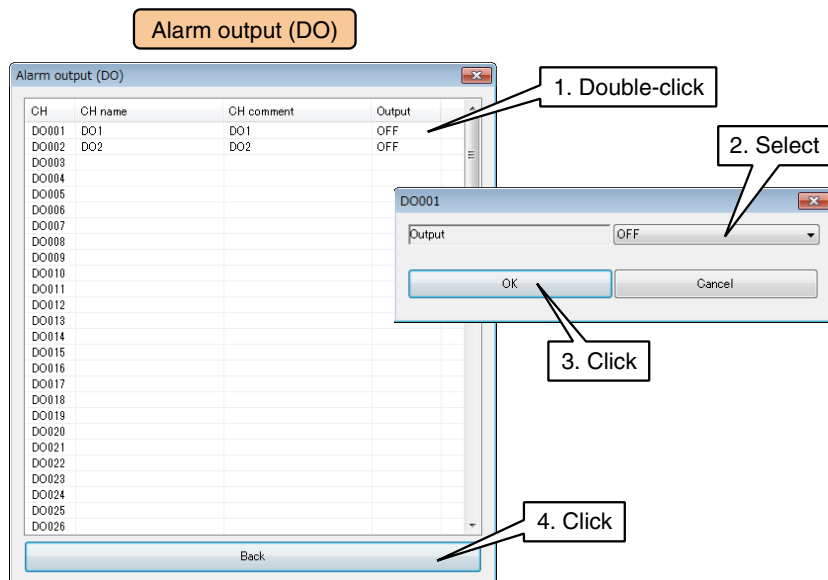 Alarm output (DO)
Alarm output (DO)
1. Double-click
CH CH name CH comment Output
DO001 DO1 DO1 OFF
DO002 DO2 DO2 OFF
2. Select
DO003
DO004
DO005
DO001
DO006
DO007
Output OFF
DO008
DO009
DO010
OK Cancel
DO011
DO012
DO013
DO014
DO015
3. Click
DO016
DO017
DO018
DO019
DO020
DO021
DO022
DO023
DO024
DO025
4. Click
DO026
Back